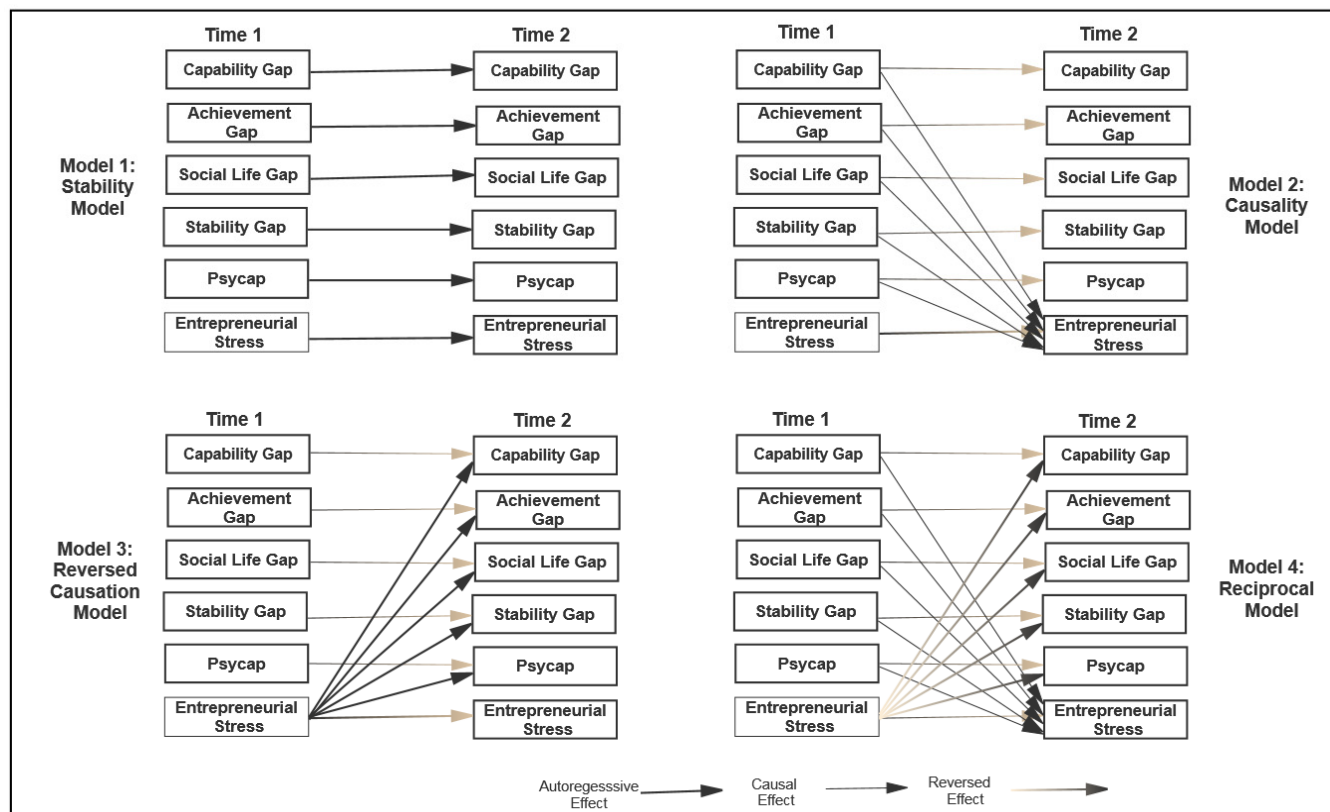 Time 1
Time 2
Capability Gap
Capability Gap
Achievement
Gap
Achievement
Gap
Social Life Gap
Social Life Gap
Stability Gap
Stability Gap
Psycap
Psycap
Entrepreneurial
Stress
Entrepreneurial
Stress
Model 1:
Stability
Model
Time 1
Time 2
Capability Gap
Capability Gap
Achievement
Gap
Achievement
Gap
Social Life Gap
Social Life Gap
Stability Gap
Stability Gap
Psycap
Psycap
Entrepreneurial
Stress
Entrepreneurial
Stress
Model 2:
Causality
Model
Time 1
Time 2
Capability Gap
Capability Gap
Achievement
Gap
Achievement
Gap
Social Life Gap
Social Life Gap
Stability Gap
Stability Gap
Psycap
Psycap
Entrepreneurial
Stress
Entrepreneurial
Stress
Model 3:
Reversed
Causation
Model
Time 1
Time 2
Capability Gap
Capability Gap
Achievement
Gap
Achievement
Gap
Social Life Gap
Social Life Gap
Stability Gap
Stability Gap
Psycap
Psycap
Entrepreneurial
Stress
Entrepreneurial
Stress
Model 4:
Reciprocal
Model
Autoregesssive
Effect
Causal
Effect
Reversed
Effect